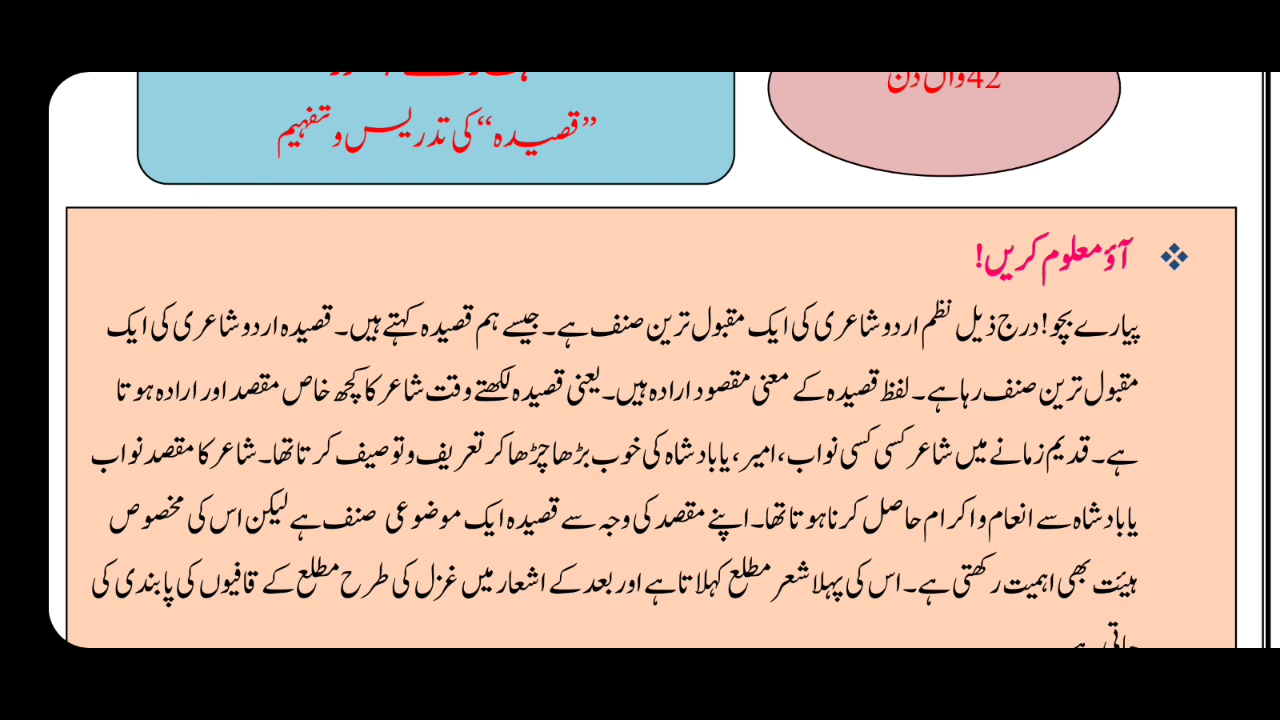 42واں دن
”قصیدہ“ کی تدریس و تفہیم
آؤ معلوم کریں!
پیارے بچو! درج ذیل نظم اردو شاعری کی ایک مقبول ترین صنف ہے۔ جیسے ہم قصیدہ کہتے ہیں۔ قصیدہ اردو شاعری کی ایک
مقبول ترین صنف رہا ہے۔ لفظ قصیدہ کے معنی مقصود ارادہ ہیں۔ یعنی قصیدہ لکھتے وقت شاعر کا کچھ خاص مقصد اور ارادہ ہوتا
ہے۔ قدیم زمانے میں شاعر کسی کسی نواب، امیر، یا بادشاہ کی خوب بڑھا چڑھا کر تعریف و توصیف کرتا تھا۔ شاعر کا مقصد نواب
یا بادشاہ سے انعام و اکرام حاصل کرنا ہوتا تھا۔ اپنے مقصد کی وجہ سے قصیدہ ایک موضوعی صنف ہے لیکن اس کی مخصوص
ہیئت بھی اہمیت رکھتی ہے۔ اس کی پہلا شعر مطلع کہلاتا ہے اور بعد کے اشعار میں غزل کی طرح مطلع کے قافیوں کی پابندی کی